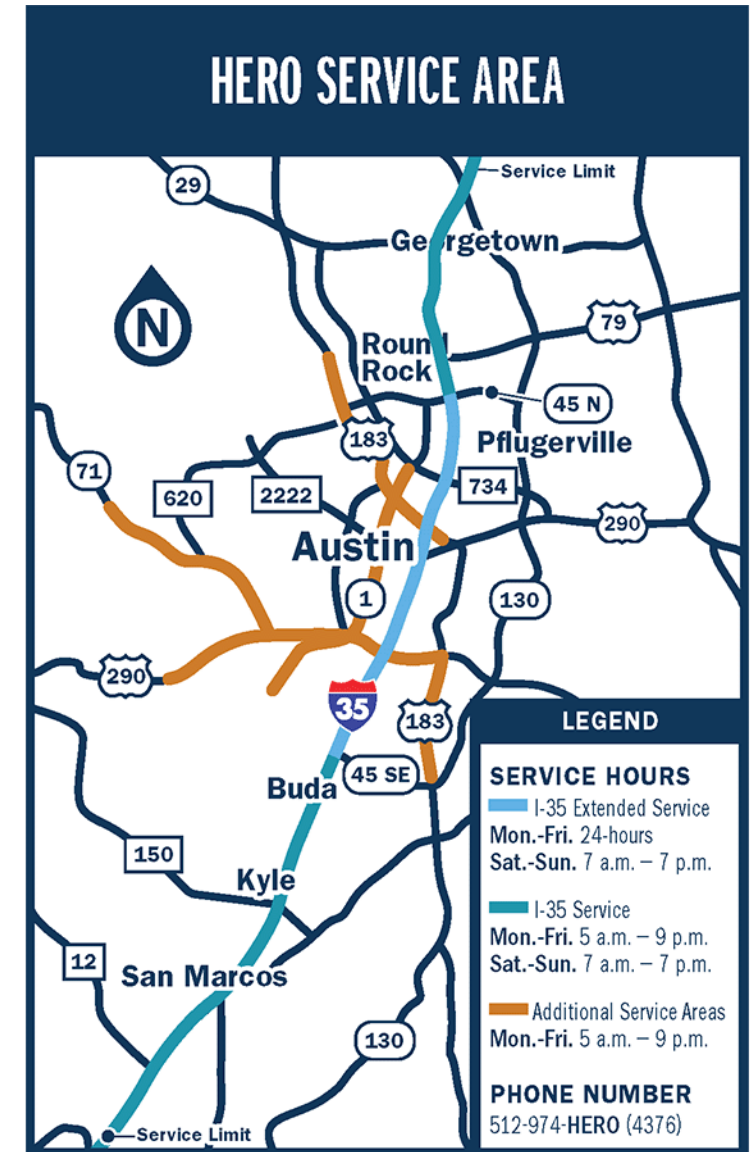 HERO SERVICE AREA
Service Limit
29
Georgetown
N
79
Round
Rock
45 N
183
Pflugerville
71
620
2222
734
290
Austin
1
130
290
35
183
45 SE
Buda
150
Kyle
12
San Marcos
130
Service Limit
LEGEND
SERVICE HOURS
I-35 Extended Service
Mon.-Fri. 24-hours
Sat.-Sun. 7 a.m. – 7 p.m.
I-35 Service
Mon.-Fri. 5 a.m. – 9 p.m.
Sat.-Sun. 7 a.m. – 7 p.m.
Additional Service Areas
Mon.-Fri. 5 a.m. – 9 p.m.
PHONE NUMBER
512-974-HERO (4376)